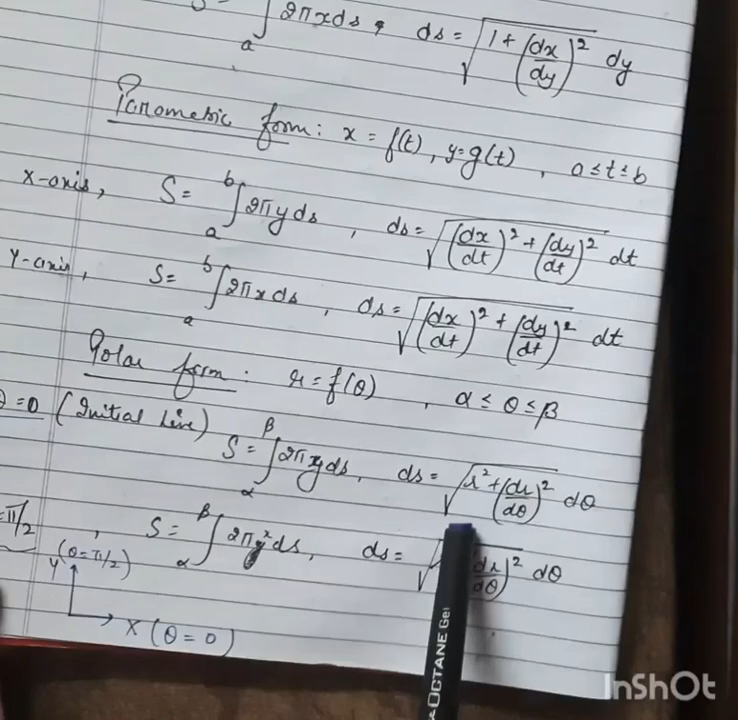 ∫ₐ 2πx ds, ds = √(1 + (dx/dy)²) dy
Parametric form: x = f(t), y = g(t), a ≤ t ≤ b
X-axis, S = ∫ₐᵇ 2πy ds, ds = √((dx/dt)² + (dy/dt)²) dt
Y-axis, S = ∫ₐᵇ 2πx ds, ds = √((dx/dt)² + (dy/dt)²) dt
Polar form: r = f(θ), α ≤ θ ≤ β
θ = 0 (Initial Line)
S = ∫_α^β 2πy ds, ds = √(r² + (dr/dθ)²) dθ
= π/2, S = ∫_α^β 2πx ds, ds = √( dr/dθ)² dθ
Y (θ = π/2)
X (θ = 0)
OCTANE Gel
InShOt